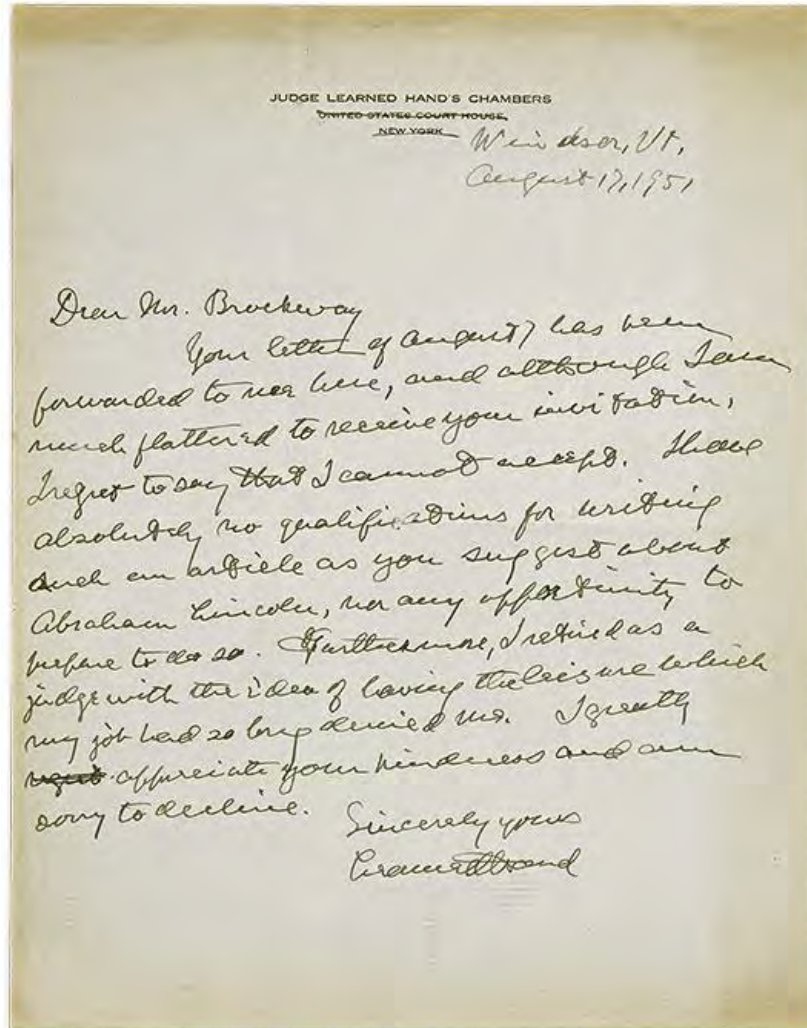 JUDGE LEARNED HAND'S CHAMBERS
UNITED STATES COURT HOUSE,
NEW YORK
Windsor, Vt,
August 17, 1951
Dear Mr. Brockway
Your letter of August 7 has been
forwarded to me here, and although I am
much flattered to receive your invitation,
I regret to say that I cannot accept. I have
absolutely no qualifications for writing
such an article as you suggest about
Abraham Lincoln, nor any opportunity to
prepare to do so. Furthermore, I retired as a
judge with the idea of having the leisure which
my job had so long denied me. I greatly
appreciate your kindness and am
sorry to decline.
Sincerely yours
Learned Hand